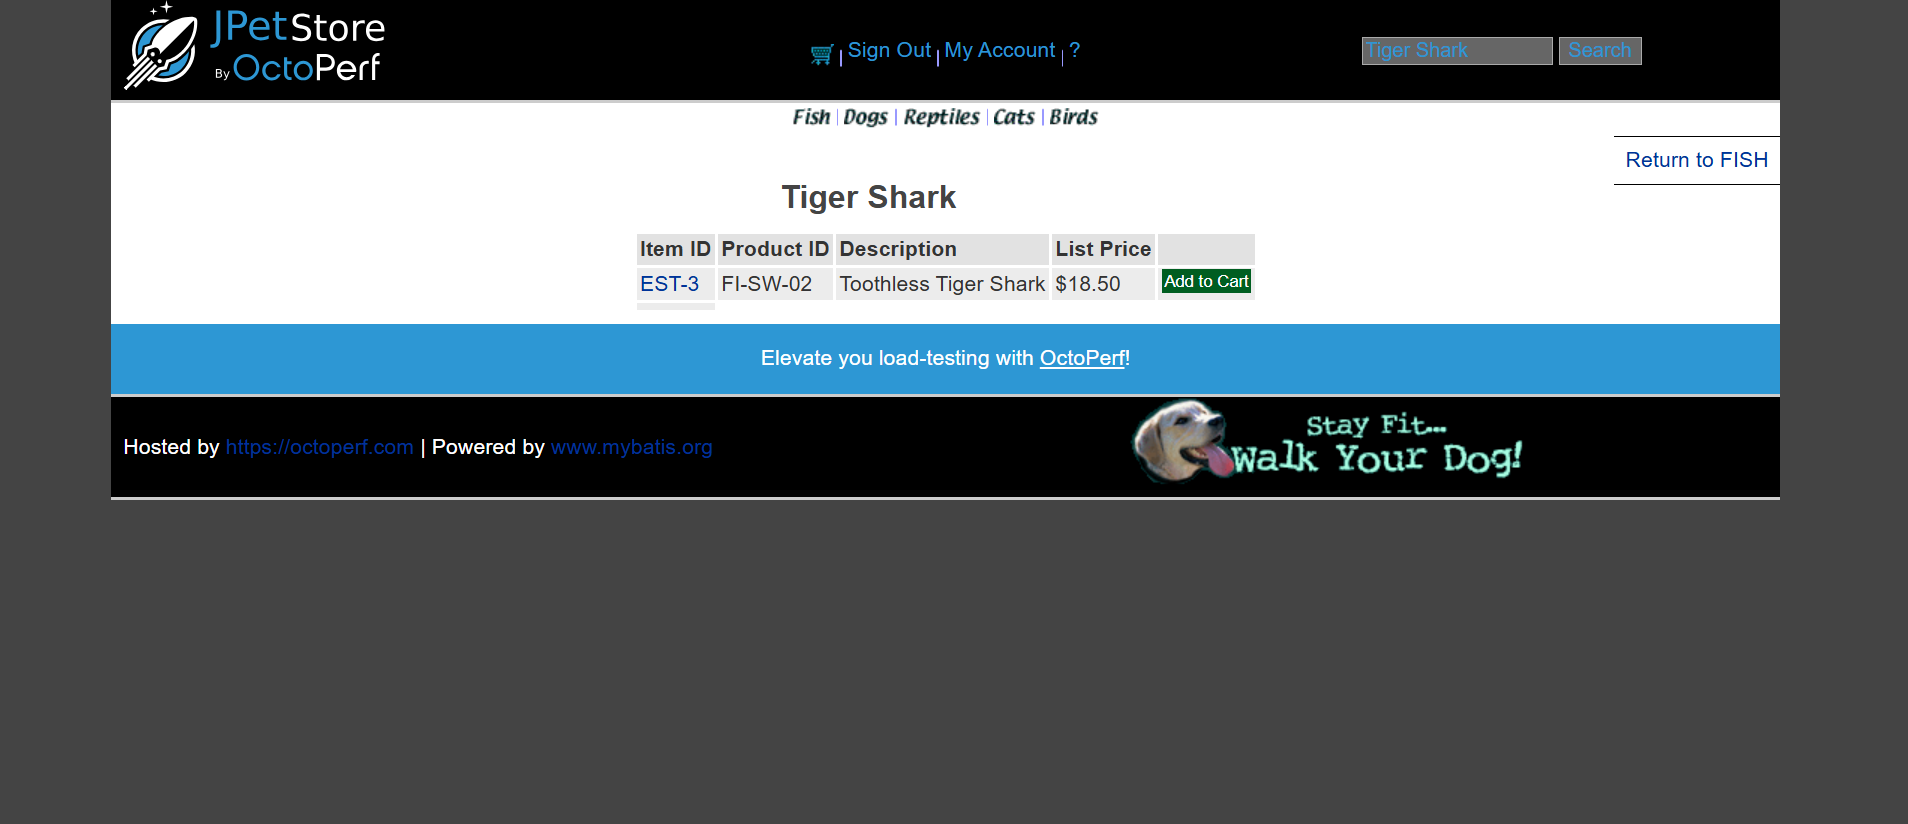 JPetStore
By OctoPerf
Sign Out | My Account | ?
Tiger Shark
Search
Fish | Dogs | Reptiles | Cats | Birds
Return to FISH
Tiger Shark
Item ID Product ID Description List Price
EST-3 FI-SW-02 Toothless Tiger Shark $18.50 Add to Cart
Elevate you load-testing with OctoPerf!
Hosted by https://octoperf.com | Powered by www.mybatis.org
Stay Fit...
Walk Your Dog!